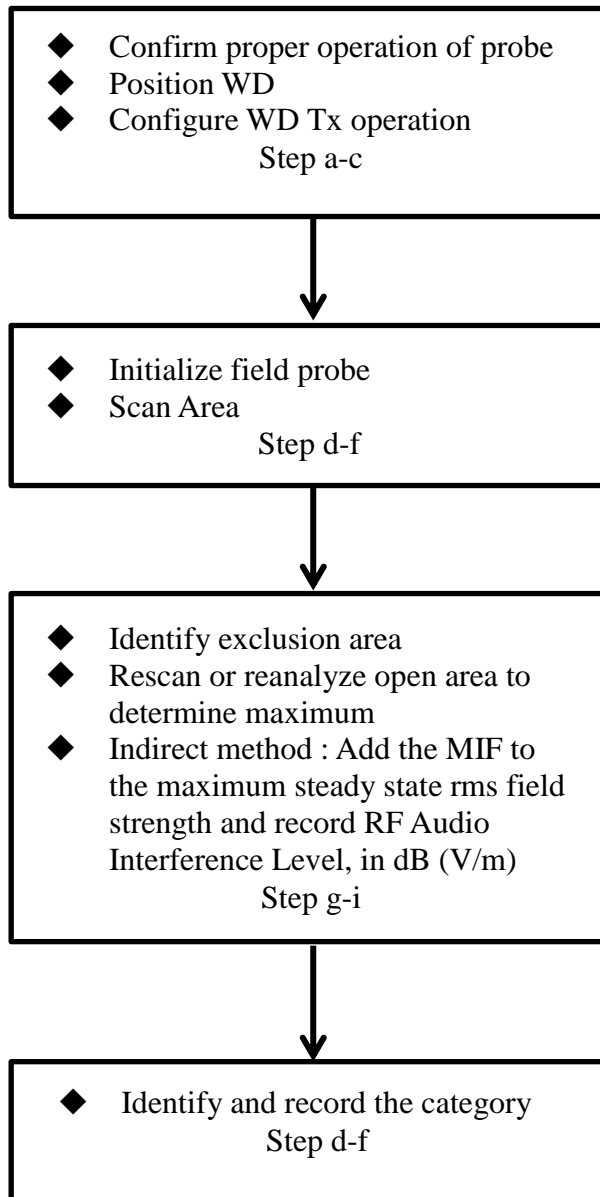 ◆ Confirm proper operation of probe
◆ Position WD
◆ Configure WD Tx operation
Step a-c
◆ Initialize field probe
◆ Scan Area
Step d-f
◆ Identify exclusion area
◆ Rescan or reanalyze open area to
determine maximum
◆ Indirect method : Add the MIF to
the maximum steady state rms field
strength and record RF Audio
Interference Level, in dB (V/m)
Step g-i
◆ Identify and record the category
Step d-f